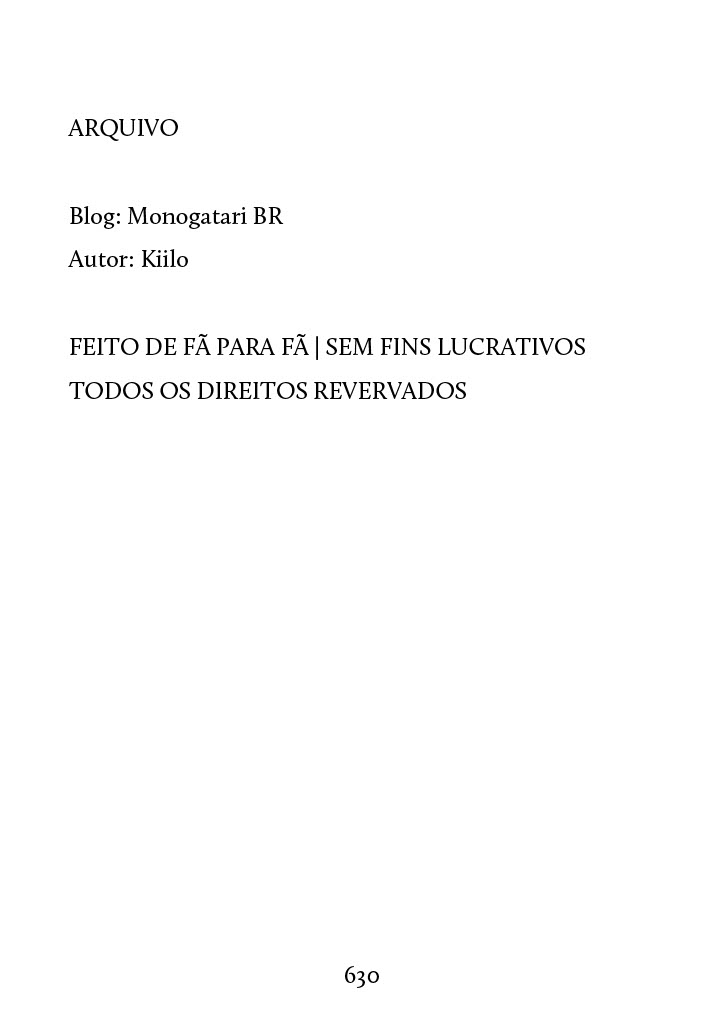 ARQUIVO
Blog: Monogatari BR
Autor: Kiilo
FEITO DE FÃ PARA FÃ | SEM FINS LUCRATIVOS
TODOS OS DIREITOS REVERVADOS
630